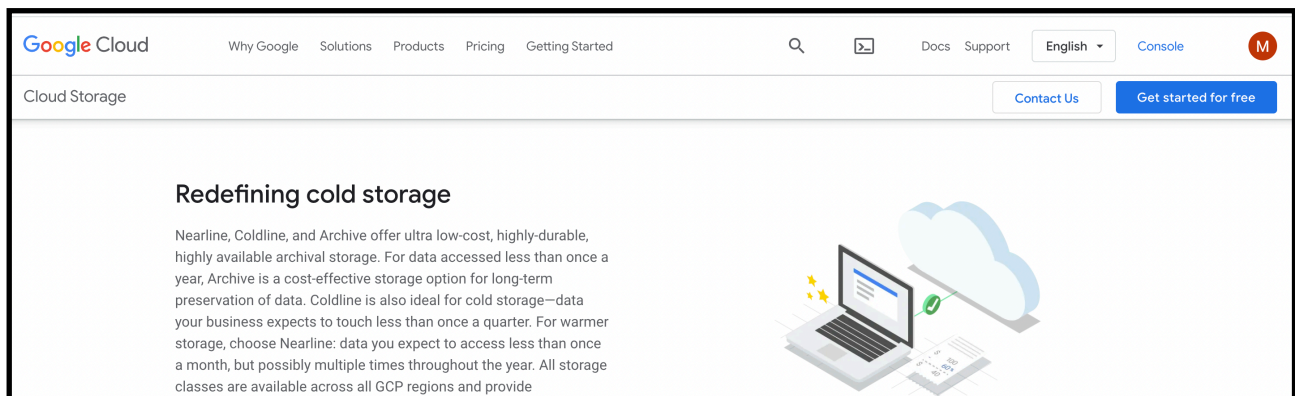 Google Cloud
Why Google Solutions Products Pricing Getting Started
Docs Support English Console M
Cloud Storage
Contact Us Get started for free
Redefining cold storage
Nearline, Coldline, and Archive offer ultra low-cost, highly-durable,
highly available archival storage. For data accessed less than once a
year, Archive is a cost-effective storage option for long-term
preservation of data. Coldline is also ideal for cold storage—data
your business expects to touch less than once a quarter. For warmer
storage, choose Nearline: data you expect to access less than once
a month, but possibly multiple times throughout the year. All storage
classes are available across all GCP regions and provide
$ 100
60%
$ 40